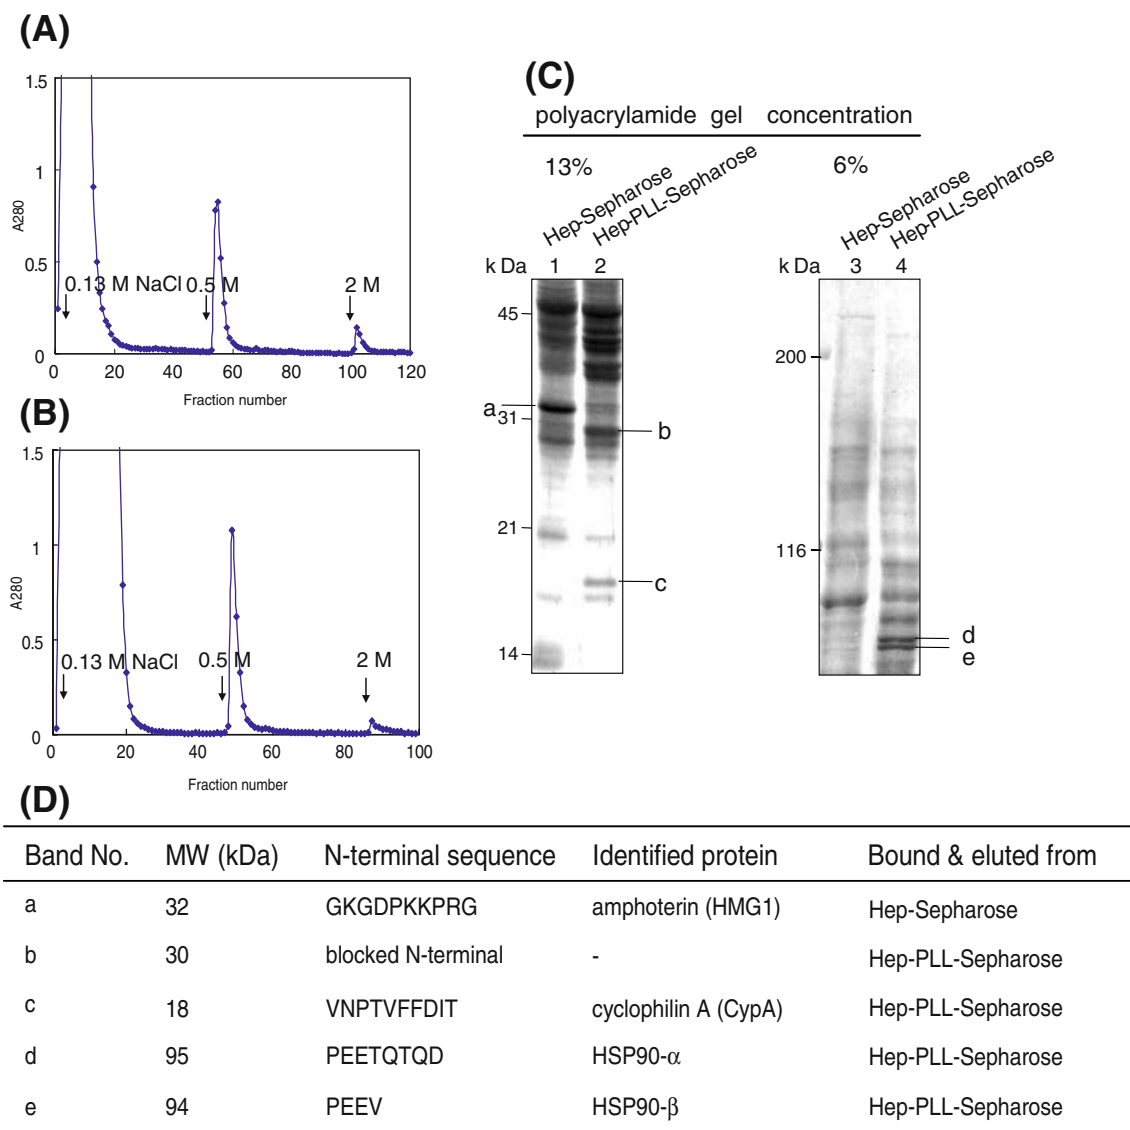 (A)
1.5
1
0.5
0
A280
0.13 M NaCl
0.5 M
2 M
0 20 40 60 80 100 120
Fraction number
(B)
1.5
1
0.5
0
A280
0.13 M NaCl
0.5 M
2 M
0 20 40 60 80 100
Fraction number
(C)
polyacrylamide gel concentration
13%
6%
Hep-Sepharose
Hep-PLL-Sepharose
Hep-Sepharose
Hep-PLL-Sepharose
k Da 1 2
k Da 3 4
45
a
31
b
21
c
14
200
116
d
e
(D)
Band No. MW (kDa) N-terminal sequence Identified protein Bound & eluted from
a 32 GKGDPKKPRG amphoterin (HMG1) Hep-Sepharose
b 30 blocked N-terminal - Hep-PLL-Sepharose
c 18 VNPTVFFDIT cyclophilin A (CypA) Hep-PLL-Sepharose
d 95 PEETQTQD HSP90-α Hep-PLL-Sepharose
e 94 PEEV HSP90-β Hep-PLL-Sepharose